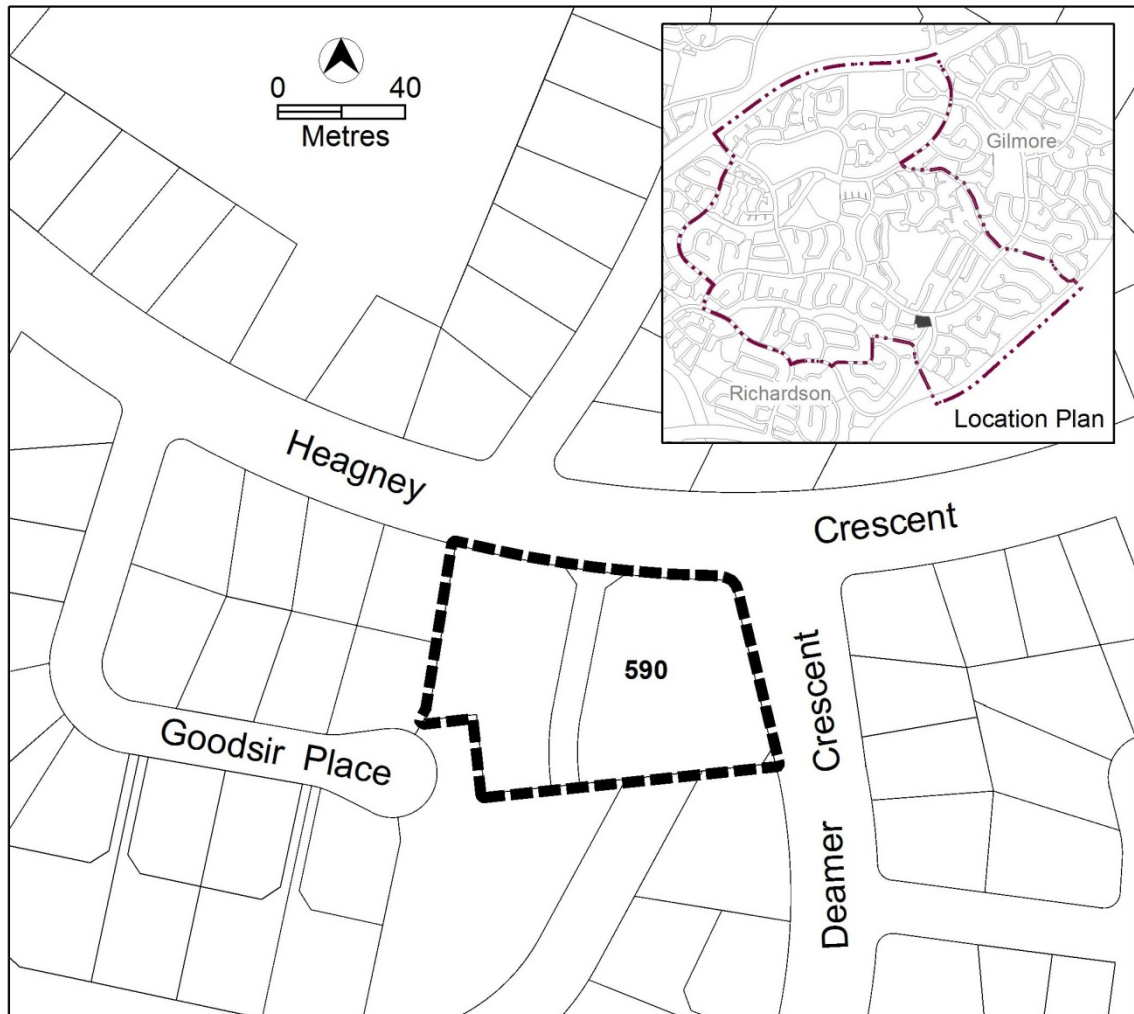 0 40
Metres
Gilmore
Richardson
Location Plan
Heagney
Crescent
590
Crescent
Goodsir Place
Deamer